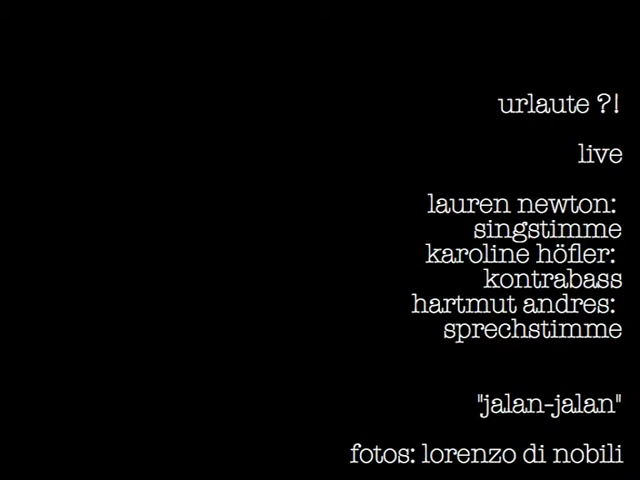 urlaute ?!
live
lauren newton:
singstimme
karoline höfler:
kontrabass
hartmut andres:
sprechstimme
"jalan-jalan"
fotos: lorenzo di nobili